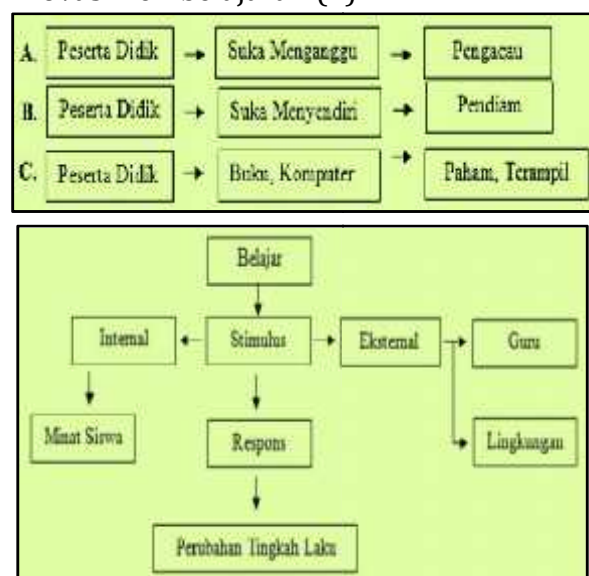 A. Peserta Didik → Suka Menganggu → Pengacau
B. Peserta Didik → Suka Menyendiri → Pendiam
C. Peserta Didik → Buku, Komputer → Paham, Terampil
Belajar
Internal ← Stimulus → Eksternal → Guru
Minat Siswa
Respons
Lingkungan
Perubahan Tingkah Laku